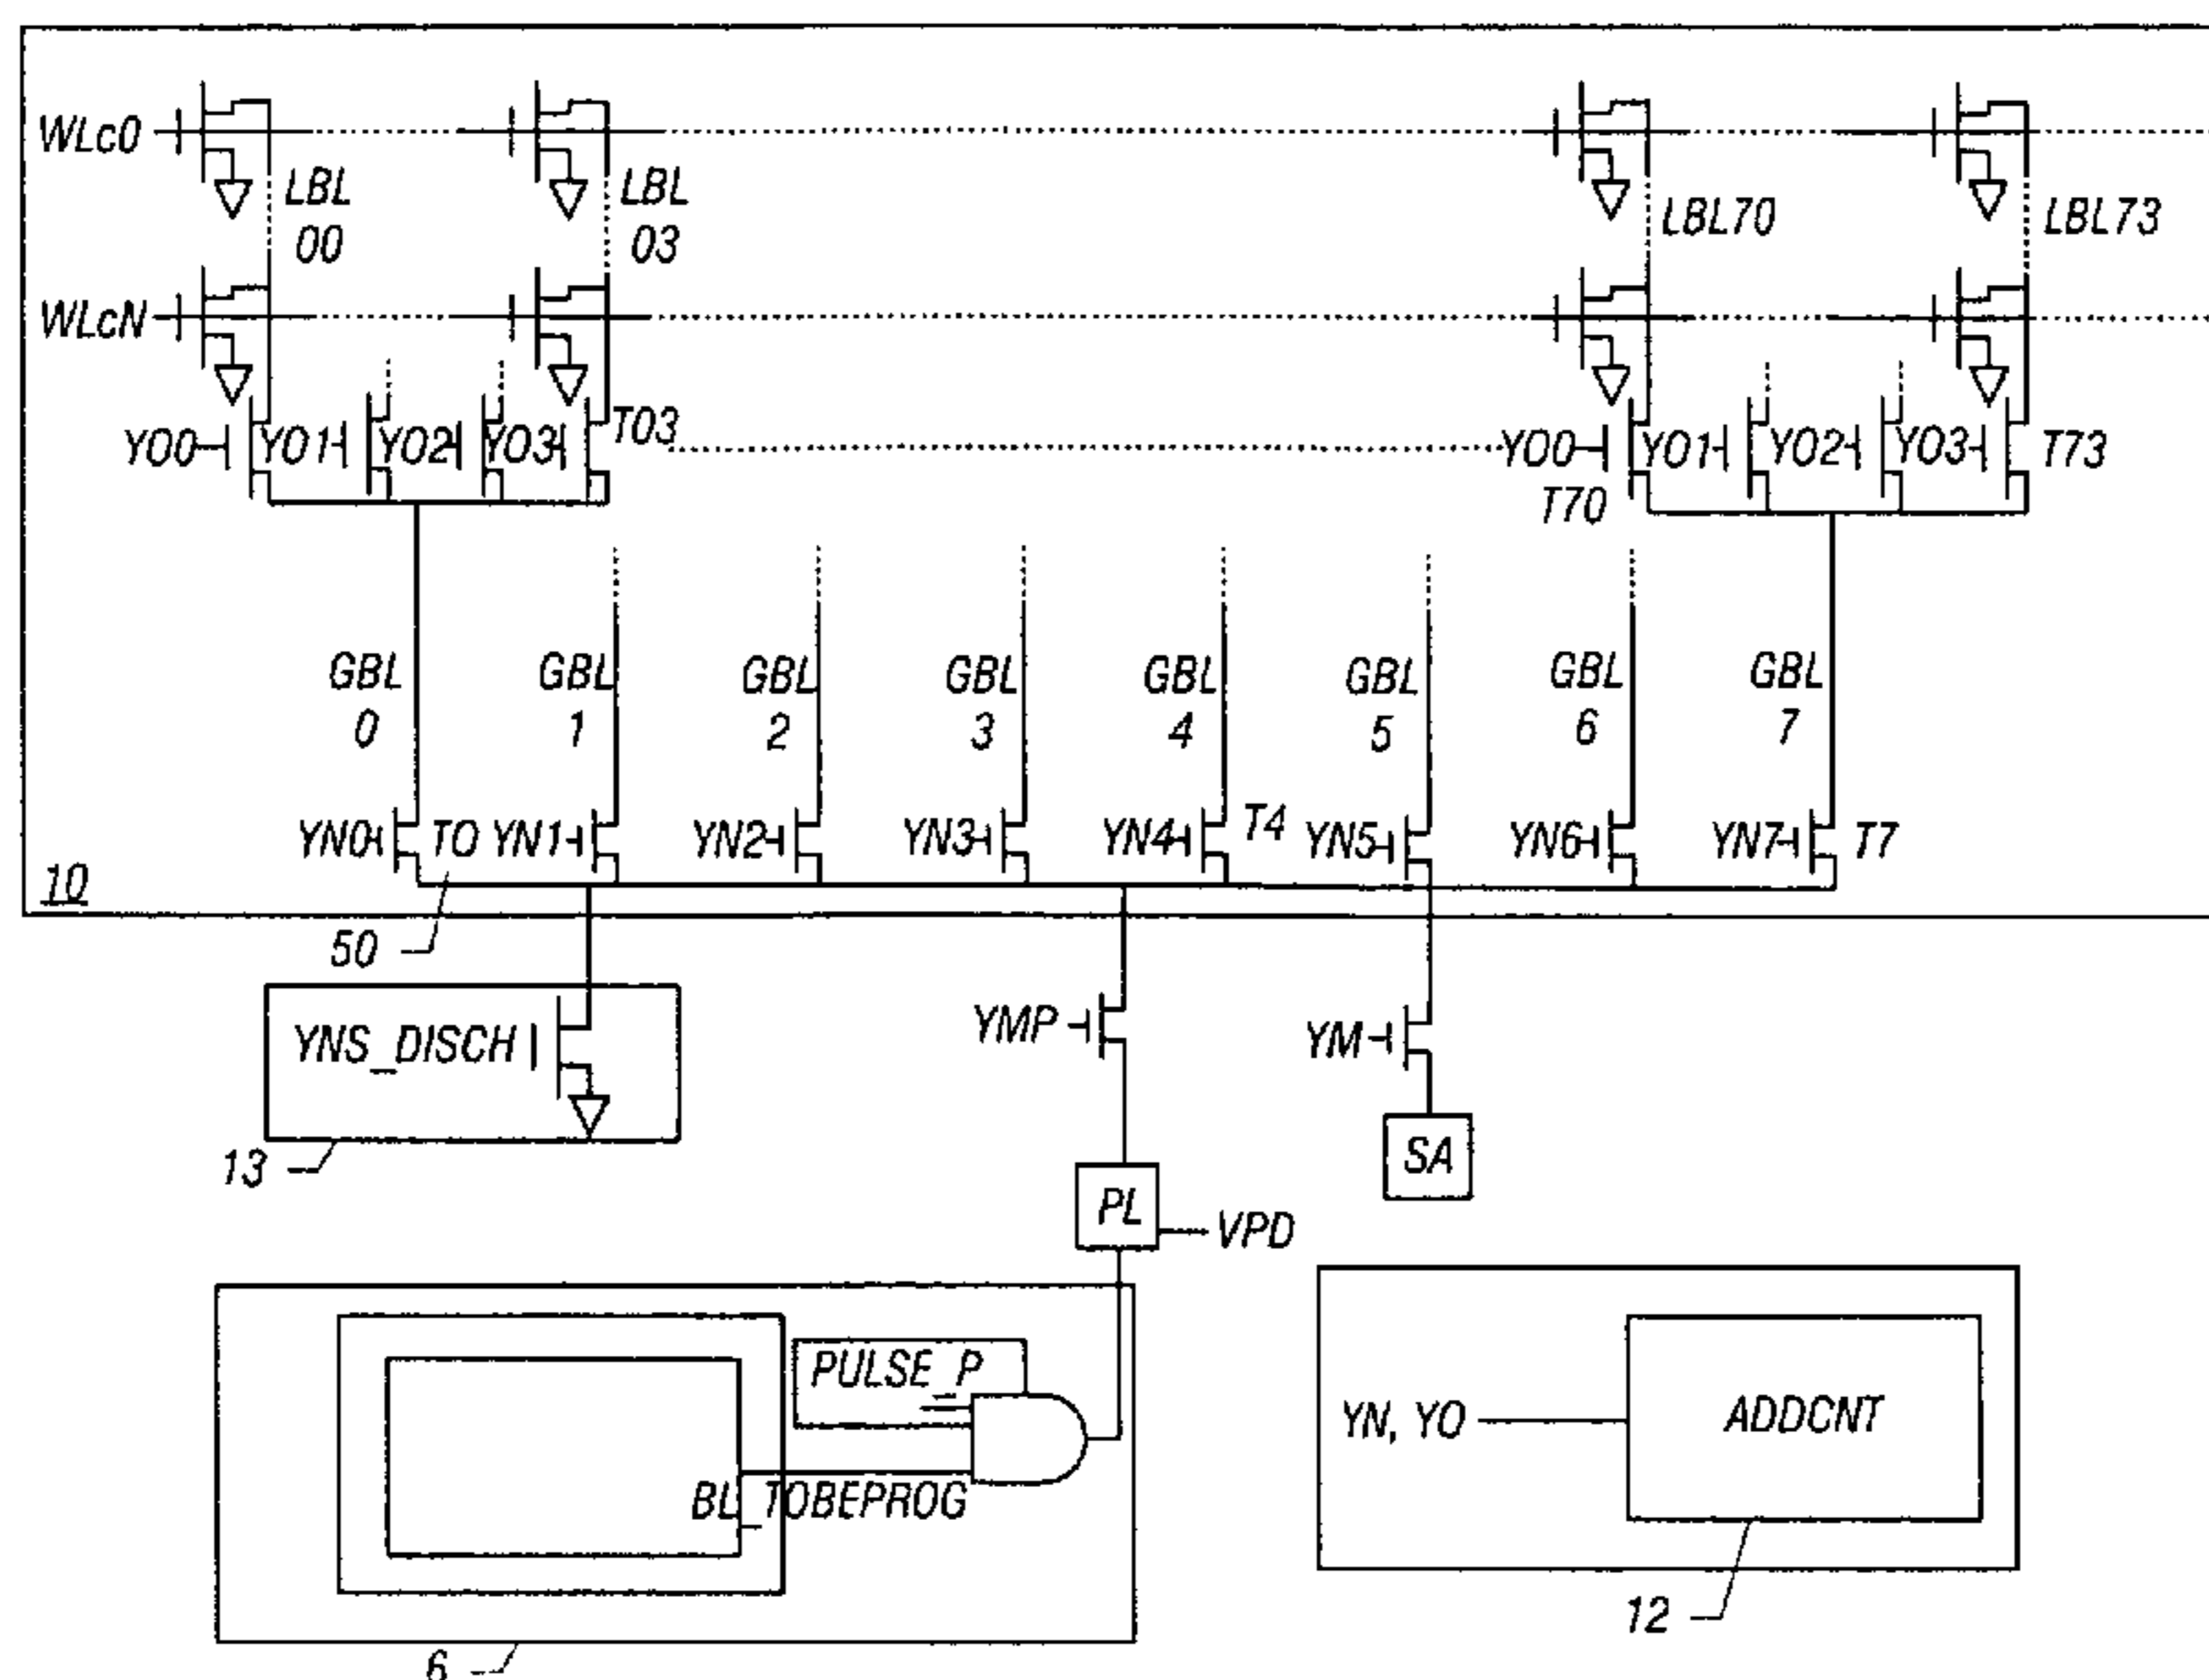 WLc0
LBL 00
LBL 03
LBL70
LBL73
WLcN
YO0 YO1 YO2 YO3 T03 YO0 YO1 YO2 YO3 T73
T70
GBL 0
GBL 1
GBL 2
GBL 3
GBL 4
GBL 5
GBL 6
GBL 7
YN0 TO YN1 YN2 YN3 YN4 T4 YN5 YN6 YN7 T7
10
50
YNS_DISCH
YMP
YM
13
SA
PL
VPD
PULSE_P
BL_TOBEPROG
YN, YO
ADDCNT
12
6